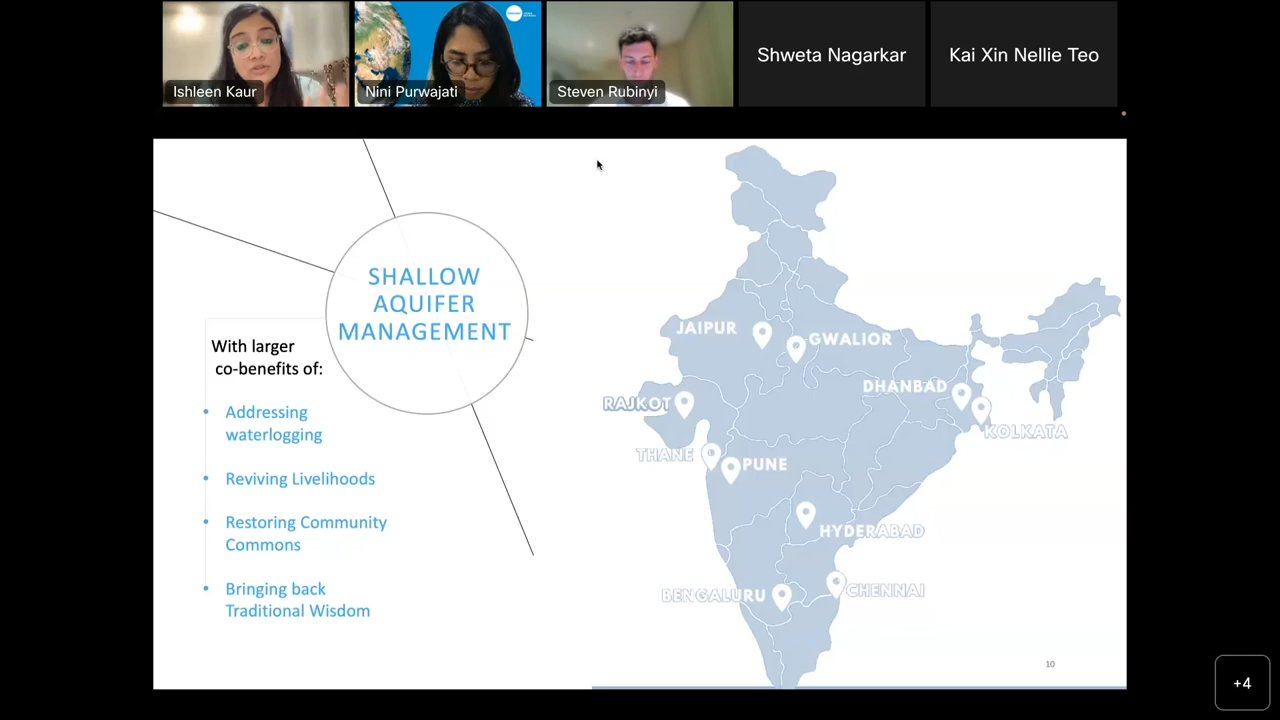 Ishleen Kaur
Nini Purwajati
Steven Rubinyi
Shweta Nagarkar
Kai Xin Nellie Teo
SHALLOW
AQUIFER
MANAGEMENT
With larger
co-benefits of:
• Addressing
waterlogging
• Reviving Livelihoods
• Restoring Community
Commons
• Bringing back
Traditional Wisdom
JAIPUR
GWALIOR
DHANBAD
RAJKOT
KOLKATA
THANE
PUNE
HYDERABAD
BENGALURU
CHENNAI
10
+4